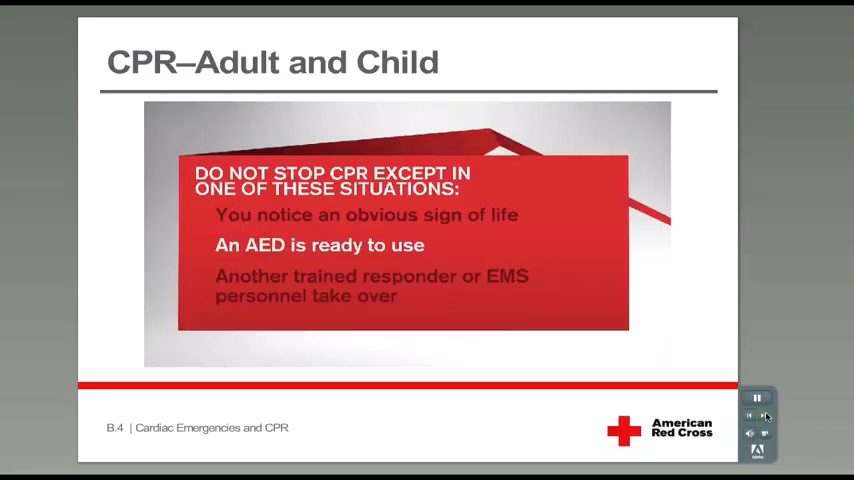 CPR–Adult and Child
DO NOT STOP CPR EXCEPT IN
ONE OF THESE SITUATIONS:
You notice an obvious sign of life
An AED is ready to use
Another trained responder or EMS
personnel take over
B.4 | Cardiac Emergencies and CPR
American
Red Cross